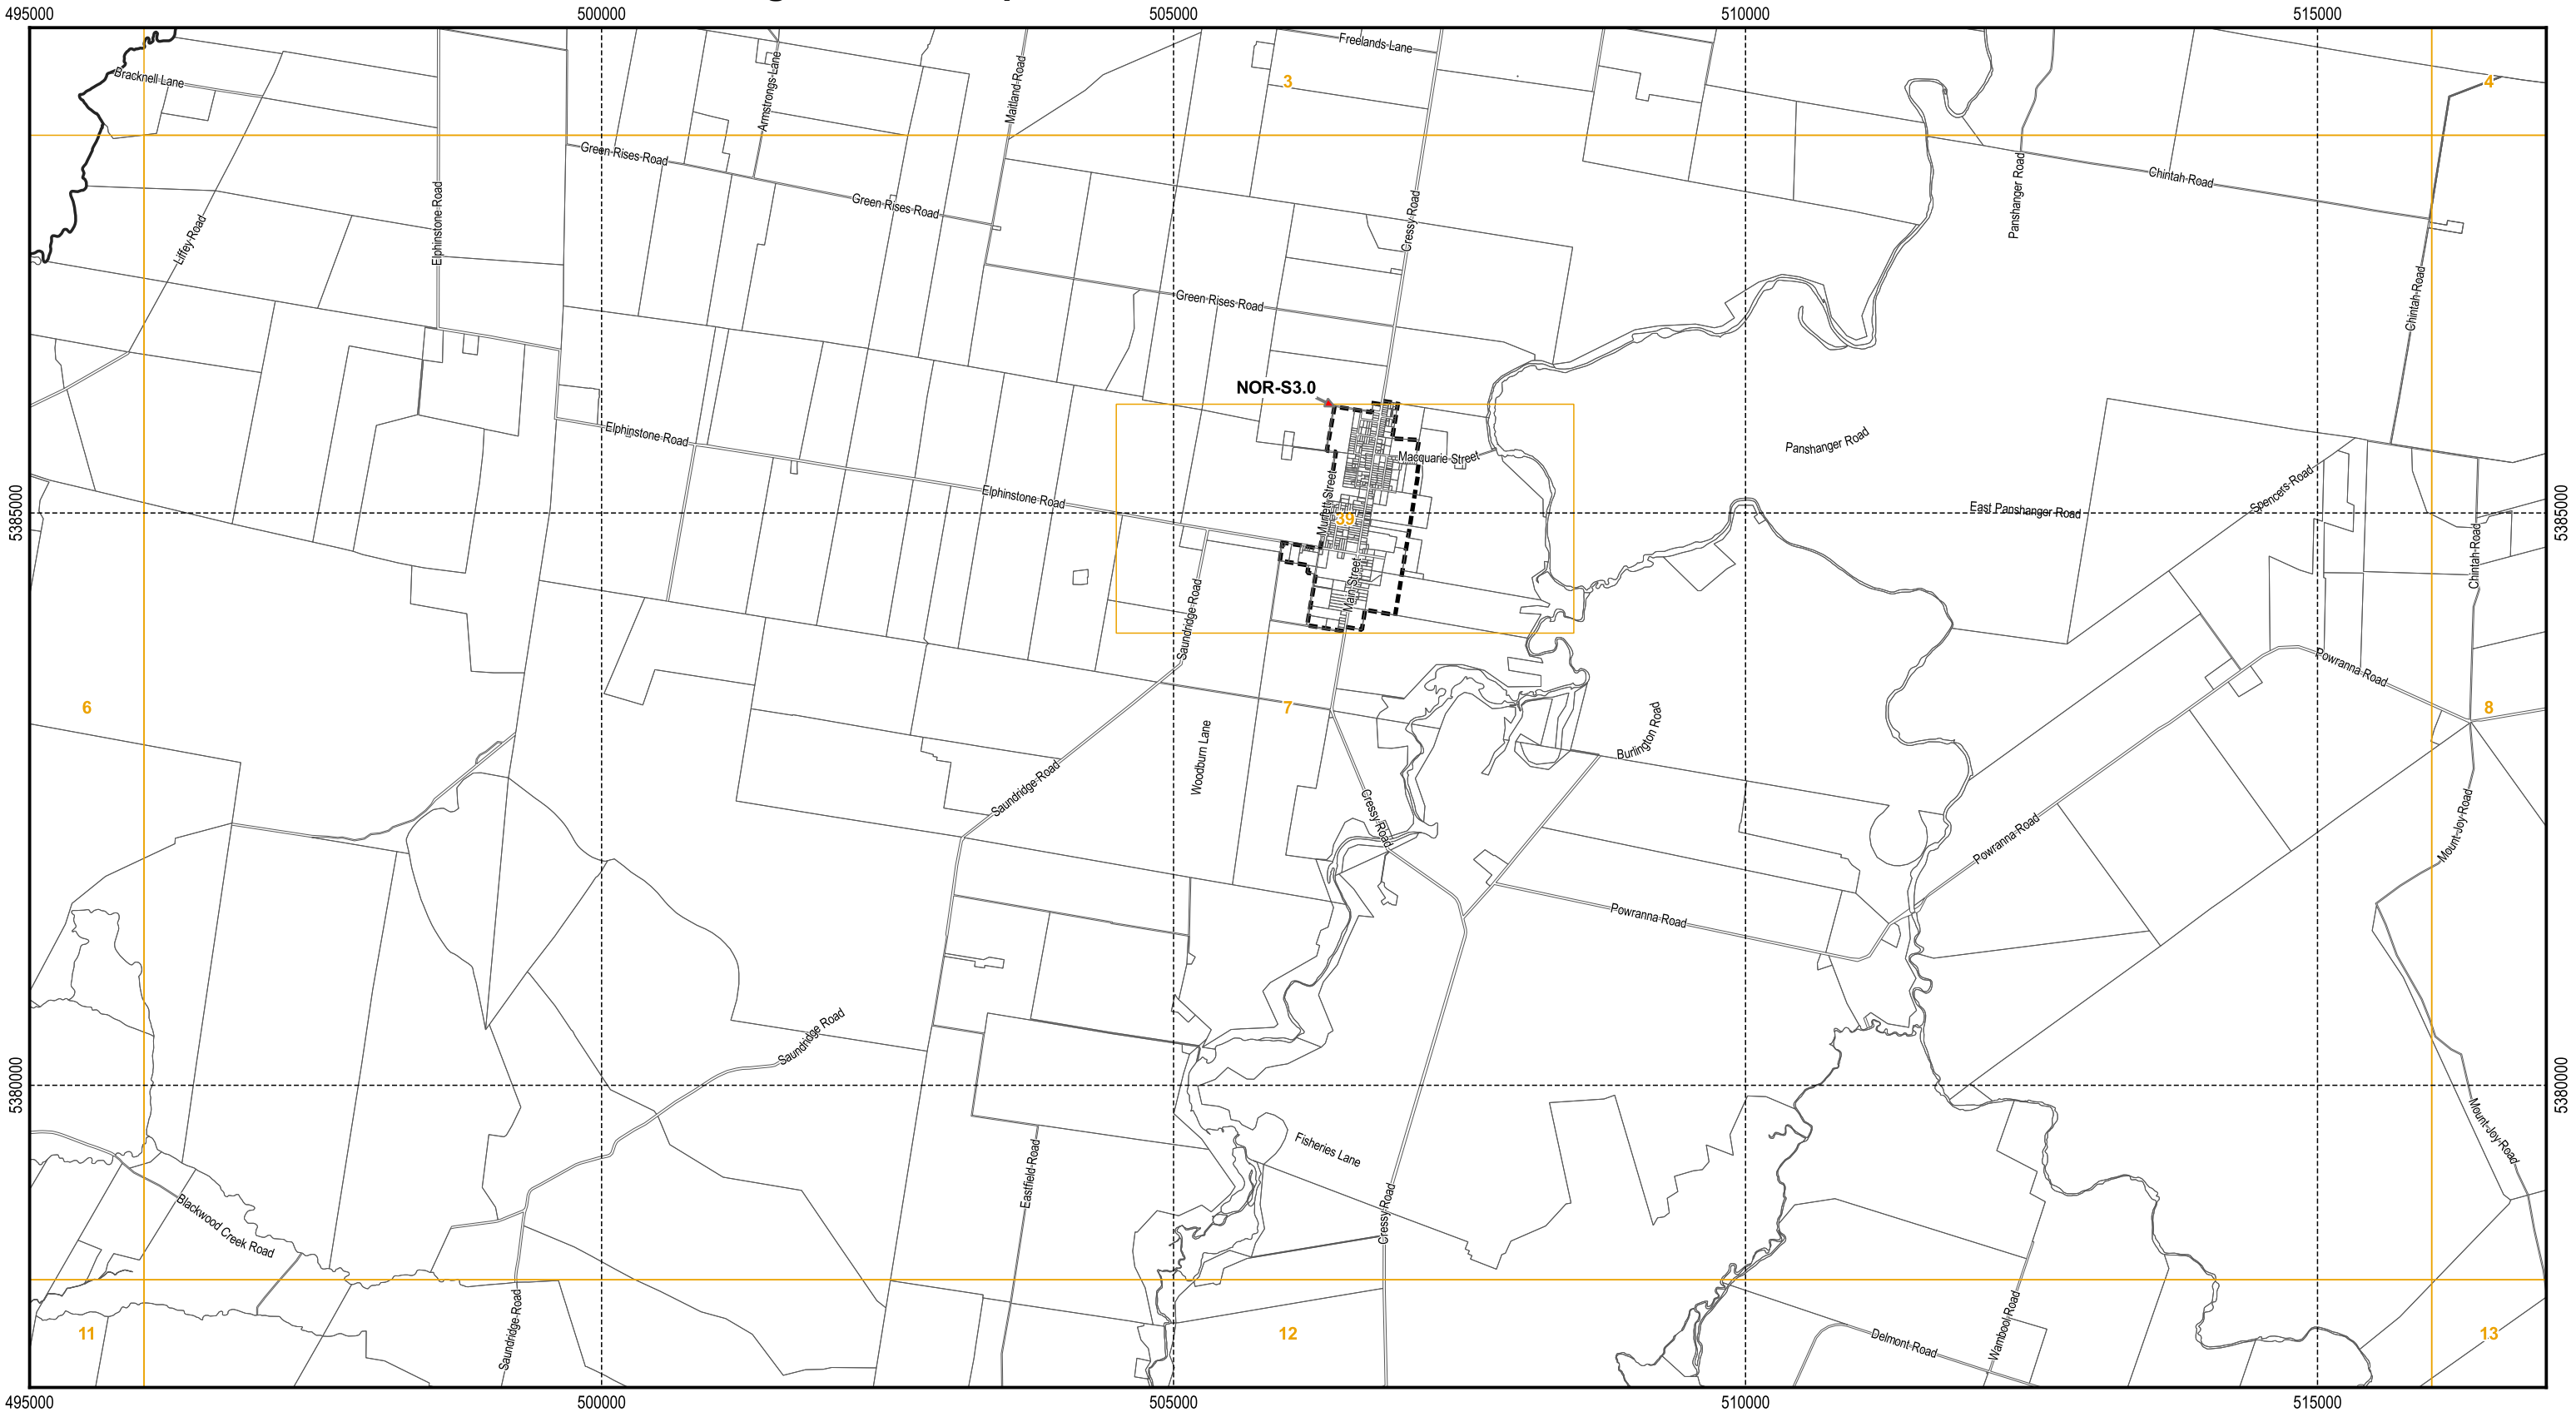 495000
500000
505000
510000
515000
Freelands Lane
Bracknell Lane
Armstrongs Lane
Maitland Road
3
4
Green Rises Road
Chintah Road
Panshanger Road
Elphinstone Road
Liffey Road
Green Rises Road
Cressy Road
Green Rises Road
Chintah Road
NOR-S3.0
Elphinstone Road
Panshanger Road
Macquarie Street
Spencers Road
Elphinstone Road
Murfett Street
39
East Panshanger Road
5385000
5385000
Chintah Road
Main Street
Saundridge Road
Powranna Road
6
7
8
Burlington Road
Woodburn Lane
Saundridge Road
Cressy Road
Powranna Road
Mount Joy Road
Powranna Road
Saundridge Road
5380000
5380000
Fisheries Lane
Mount Joy Road
Eastfield Road
Cressy Road
Blackwood Creek Road
Saundridge Road
Wambool Road
Delmont Road
11
12
13
495000
500000
505000
510000
515000